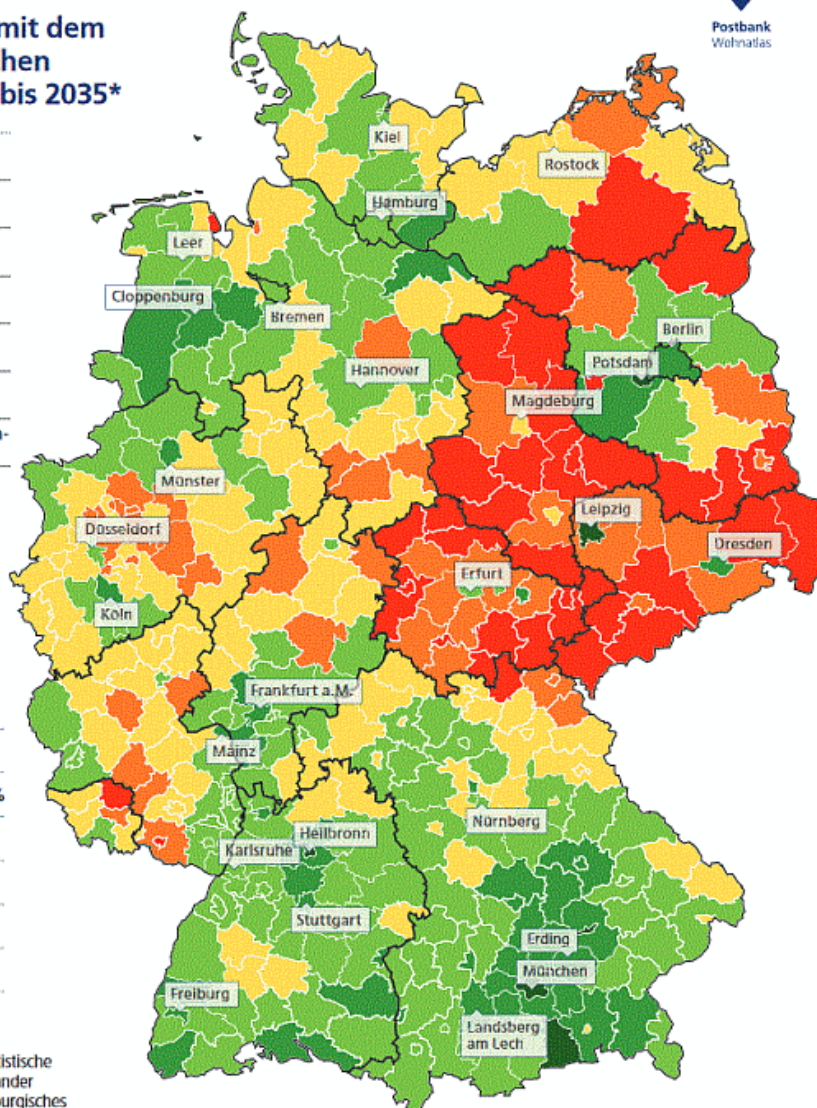 mit dem
chen
bis 2035*
Postbank
Wohnatlas
Kiel
Rostock
Hamburg
Leer
Cloppenburg
Bremen
Berlin
Hannover
Potsdam
Magdeburg
Münster
Leipzig
Düsseldorf
Dresden
Erfurt
Köln
Frankfurt a.M.
Mainz
%
Nürnberg
Heilbronn
Karlsruhe
Stuttgart
Erding
München
Freiburg
Landsberg
am Lech
istische
ander
burgisches